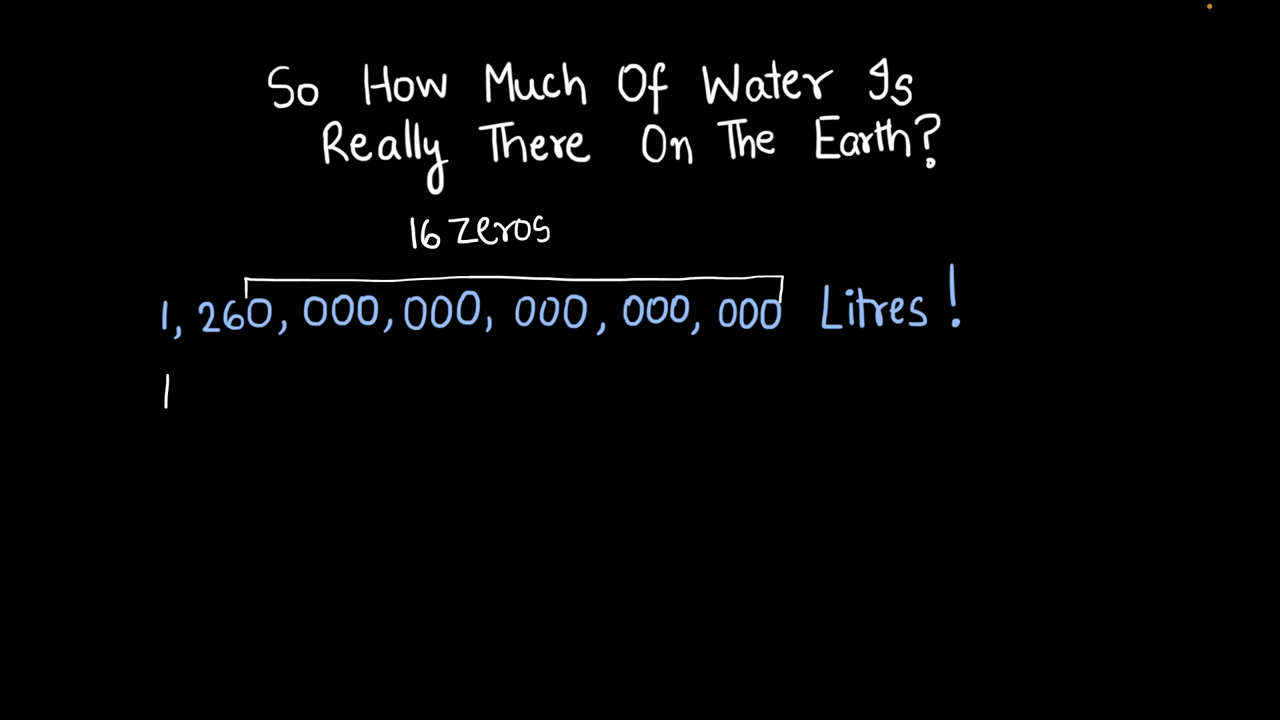 So How Much Of Water Is
Really There On The Earth?
16 zeros
1, 260, 000, 000, 000, 000, 000 Litres !
1